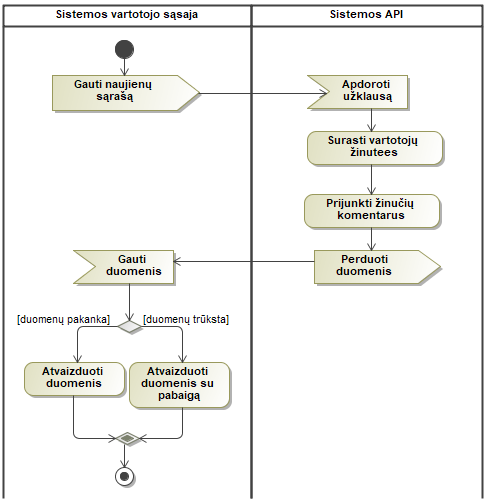 Sistemos vartotojo sąsaja
Sistemos API
Gauti naujienų
sąrašą
Apdoroti
užklausą
Surasti vartotojų
žinutees
Prijunkti žinučių
komentarus
Gauti
duomenis
Perduoti
duomenis
[duomenų pakanka]
[duomenų trūksta]
Atvaizduoti
duomenis
Atvaizduoti
duomenis su
pabaigą